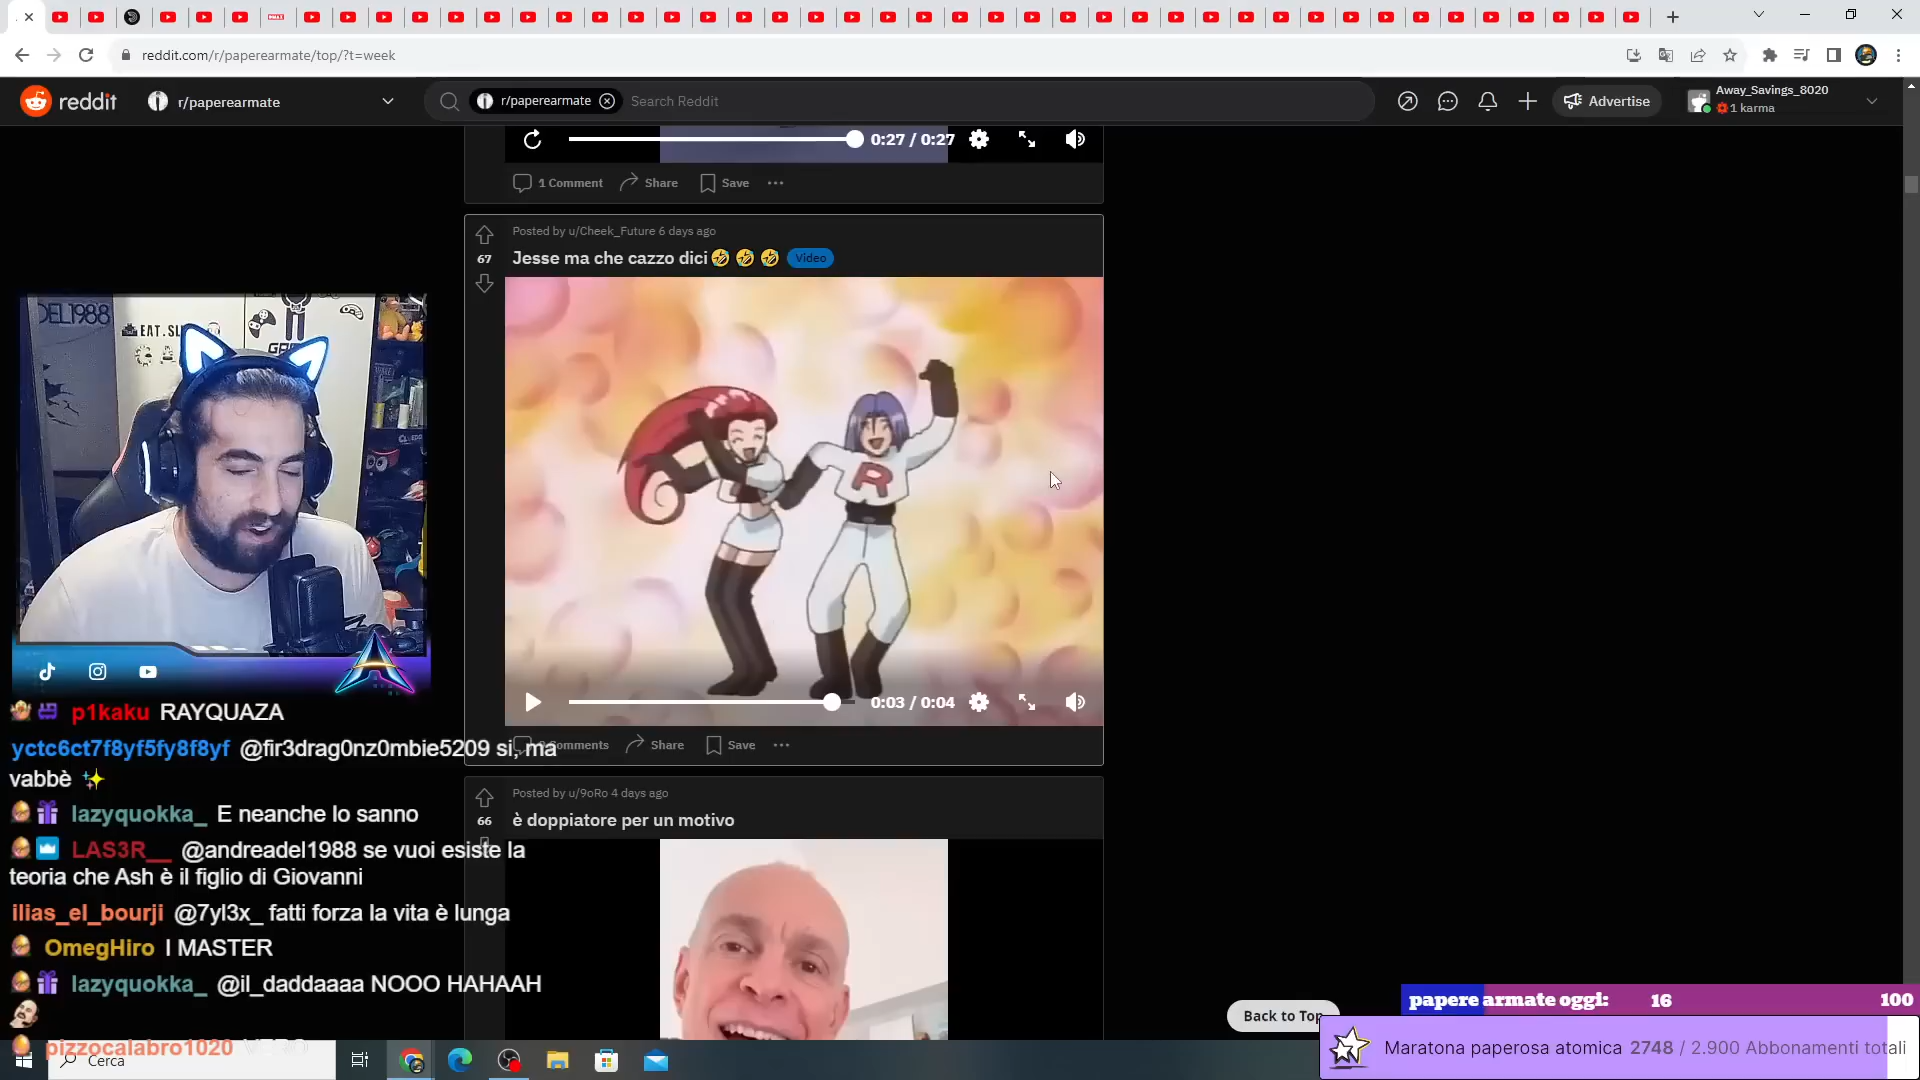 reddit.com/r/paperearmate/top/?t=week
reddit
r/paperearmate
r/paperearmate
Search Reddit
Advertise
Away_Savings_8020
1 karma
0:27 / 0:27
1 Comment
Share
Save
Posted by u/Cheek_Future 6 days ago
67
Jesse ma che cazzo dici🤣🤣🤣
Video
DEL1988
EAT.SL
R
0:03 / 0:04
Comments
Share
Save
Posted by u/9oRo 4 days ago
66
è doppiatore per un motivo
p1kaku RAYQUAZA
yctc6ct7f8yf5fy8f8yf @fir3drag0nz0mbie5209 si, ma
vabbè ✨
lazyquokka_ E neanche lo sanno
LAS3R__ @andreadel1988 se vuoi esiste la
teoria che Ash è il figlio di Giovanni
ilias_el_bourji @7yl3x_ fatti forza la vita è lunga
OmegHiro I MASTER
lazyquokka_ @il_daddaaaa NOOO HAHAAH
pizzocalabro1020
Back to Top
papere armate oggi: 16 100
Maratona paperosa atomica 2748 / 2.900 Abbonamenti totali
Cerca